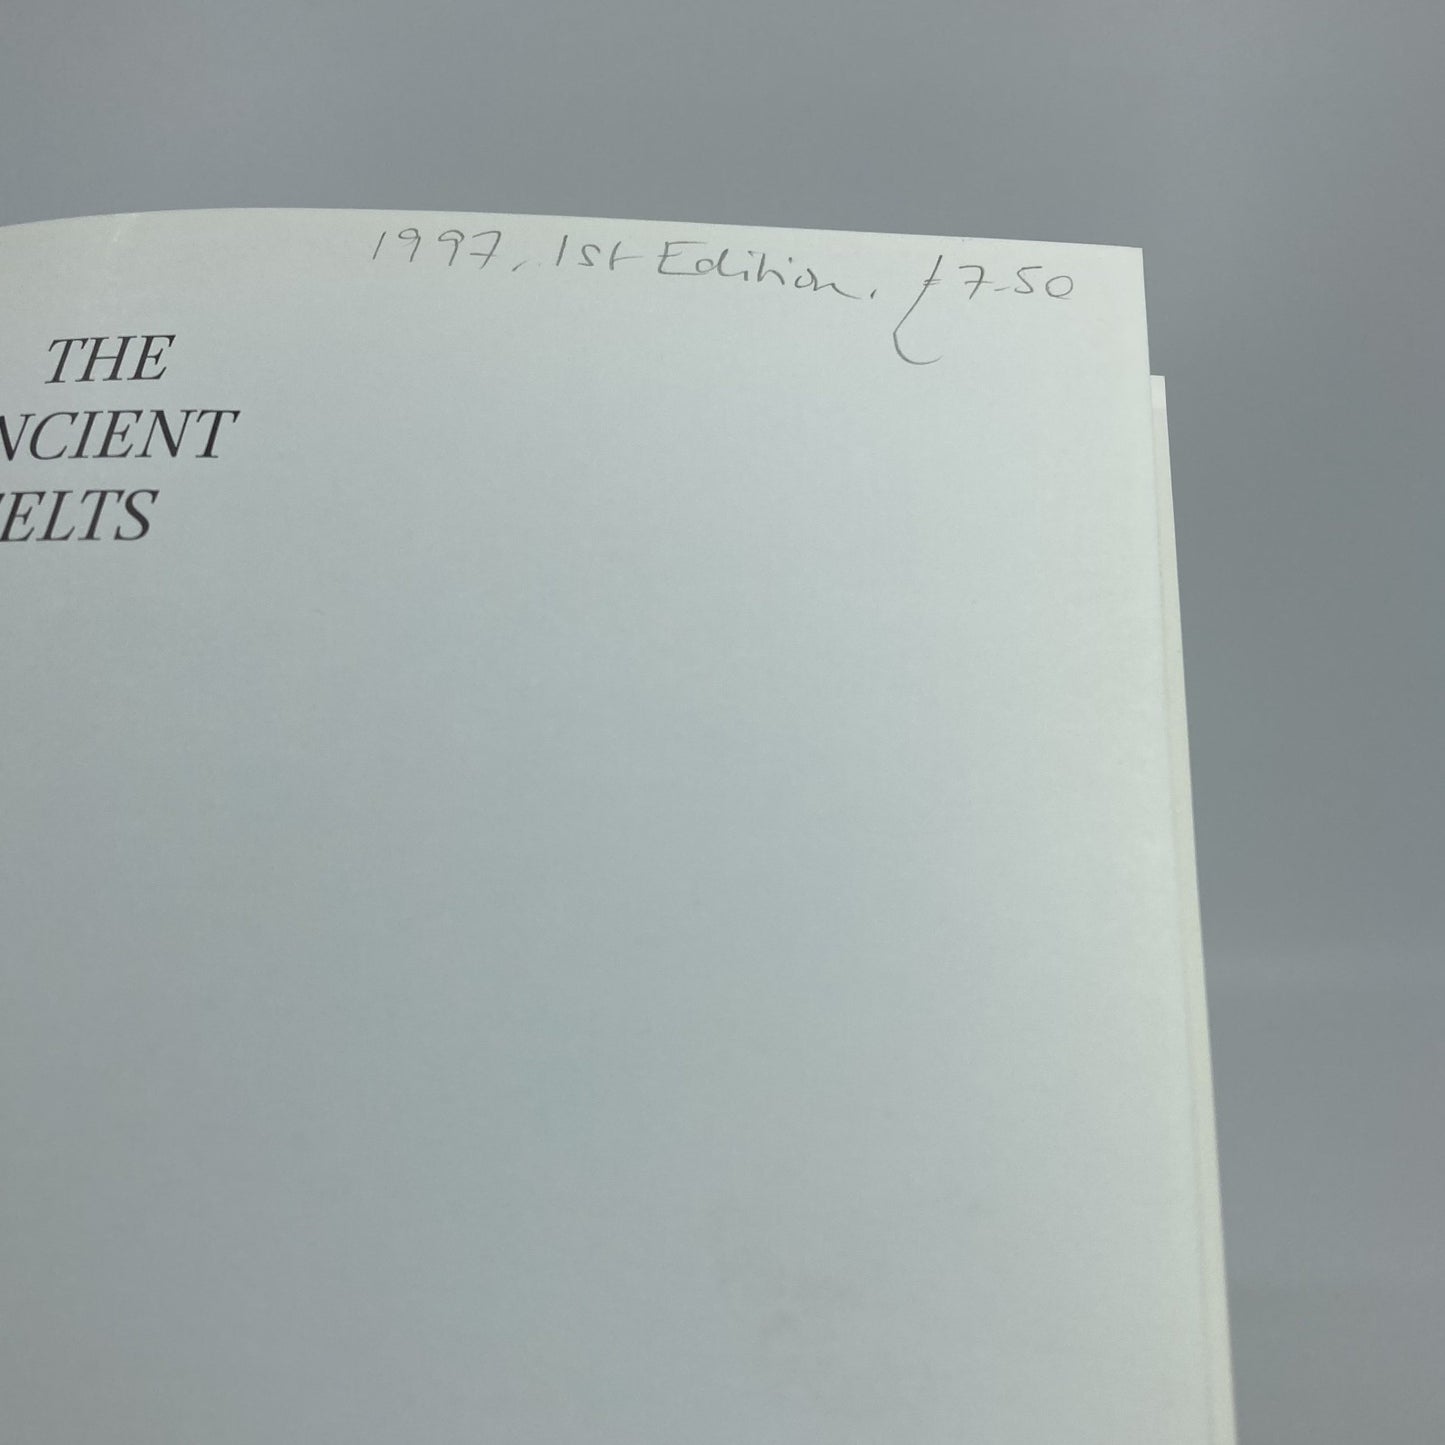 1997, 1st Edition. £7-50
THE
NCIENT
ELTS